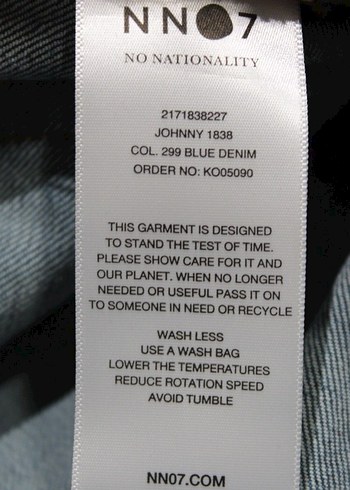 NN●7
NO NATIONALITY
2171838227
JOHNNY 1838
COL. 299 BLUE DENIM
ORDER NO: KO05090
THIS GARMENT IS DESIGNED
TO STAND THE TEST OF TIME.
PLEASE SHOW CARE FOR IT AND
OUR PLANET. WHEN NO LONGER
NEEDED OR USEFUL PASS IT ON
TO SOMEONE IN NEED OR RECYCLE
WASH LESS
USE A WASH BAG
LOWER THE TEMPERATURES
REDUCE ROTATION SPEED
AVOID TUMBLE
NN07.COM